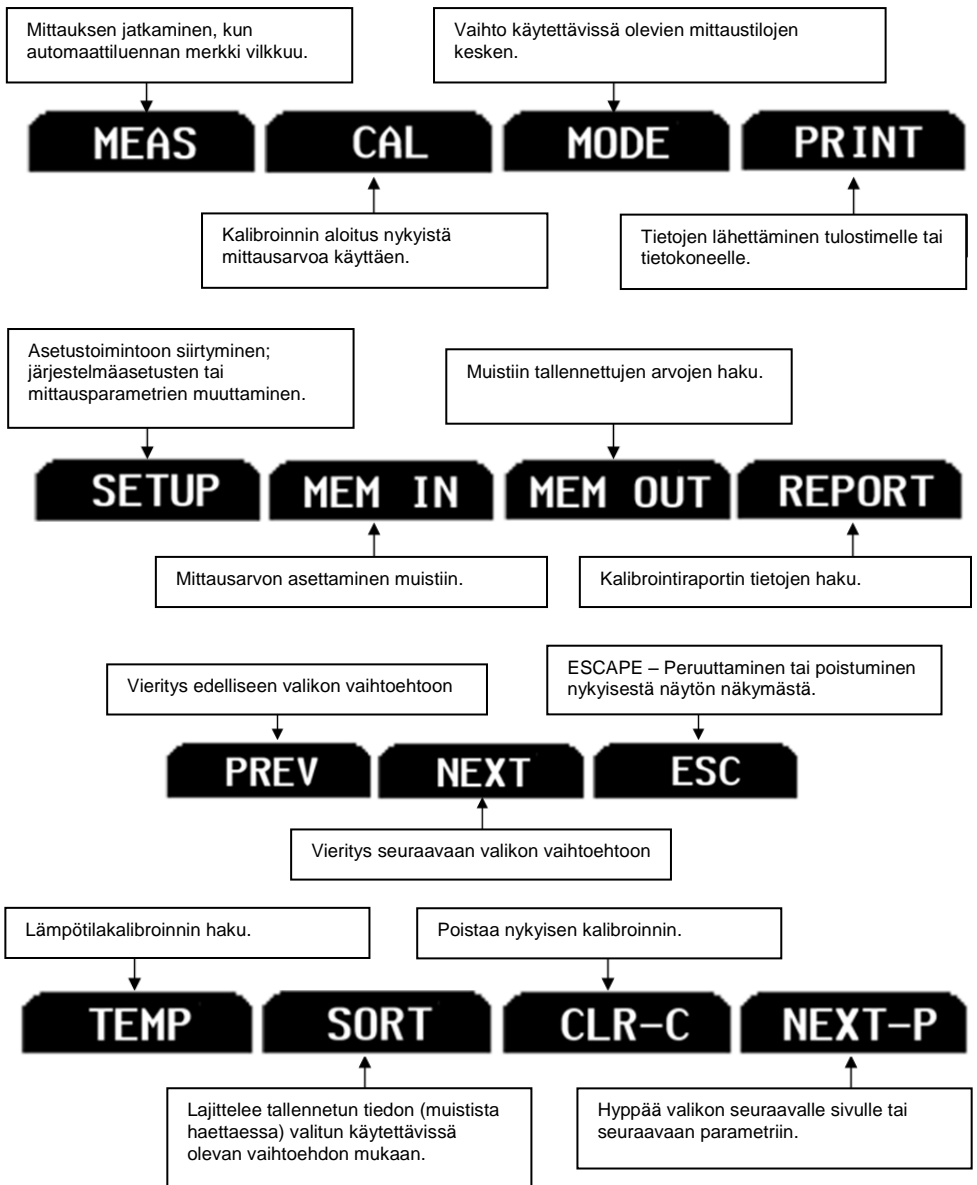 Mittauksen jatkaminen, kun
automaattiluennan merkki vilkkuu.
Vaihto käytettävissä olevien mittaustilojen
kesken.
MEAS CAL MODE PRINT
Kalibroinnin aloitus nykyistä
mittausarvoa käyttäen.
Tietojen lähettäminen tulostimelle tai
tietokoneelle.
Asetustoimintoon siirtyminen;
järjestelmäasetusten tai
mittausparametrien muuttaminen.
Muistiin tallennettujen arvojen haku.
SETUP MEM IN MEM OUT REPORT
Mittausarvon asettaminen muistiin.
Kalibrointiraportin tietojen haku.
Vieritys edelliseen valikon vaihtoehtoon
ESCAPE – Peruuttaminen tai poistuminen
nykyisestä näytön näkymästä.
PREV NEXT ESC
Vieritys seuraavaan valikon vaihtoehtoon
Lämpötilakalibroinnin haku.
Poistaa nykyisen kalibroinnin.
TEMP SORT CLR-C NEXT-P
Lajittelee tallennetun tiedon (muistista
haettaessa) valitun käytettävissä
olevan vaihtoehdon mukaan.
Hyppää valikon seuraavalle sivulle tai
seuraavaan parametriin.